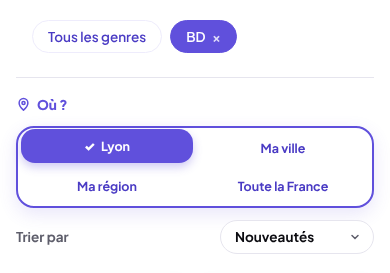 Tous les genres BD ×
Où ?
✓ Lyon Ma ville
Ma région Toute la France
Trier par Nouveautés